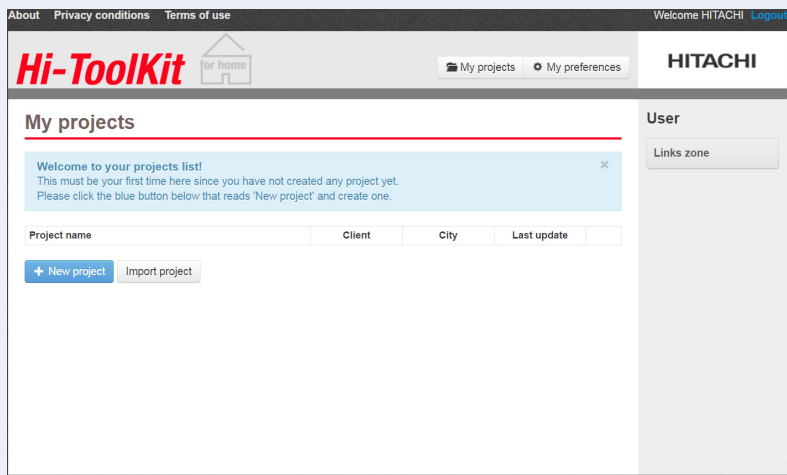 About Privacy conditions Terms of use Welcome HITACHI Logout
Hi-ToolKit for home
My projects My preferences
HITACHI
My projects
User
Links zone
Welcome to your projects list!
This must be your first time here since you have not created any project yet.
Please click the blue button below that reads 'New project' and create one.
Project name Client City Last update
New project Import project